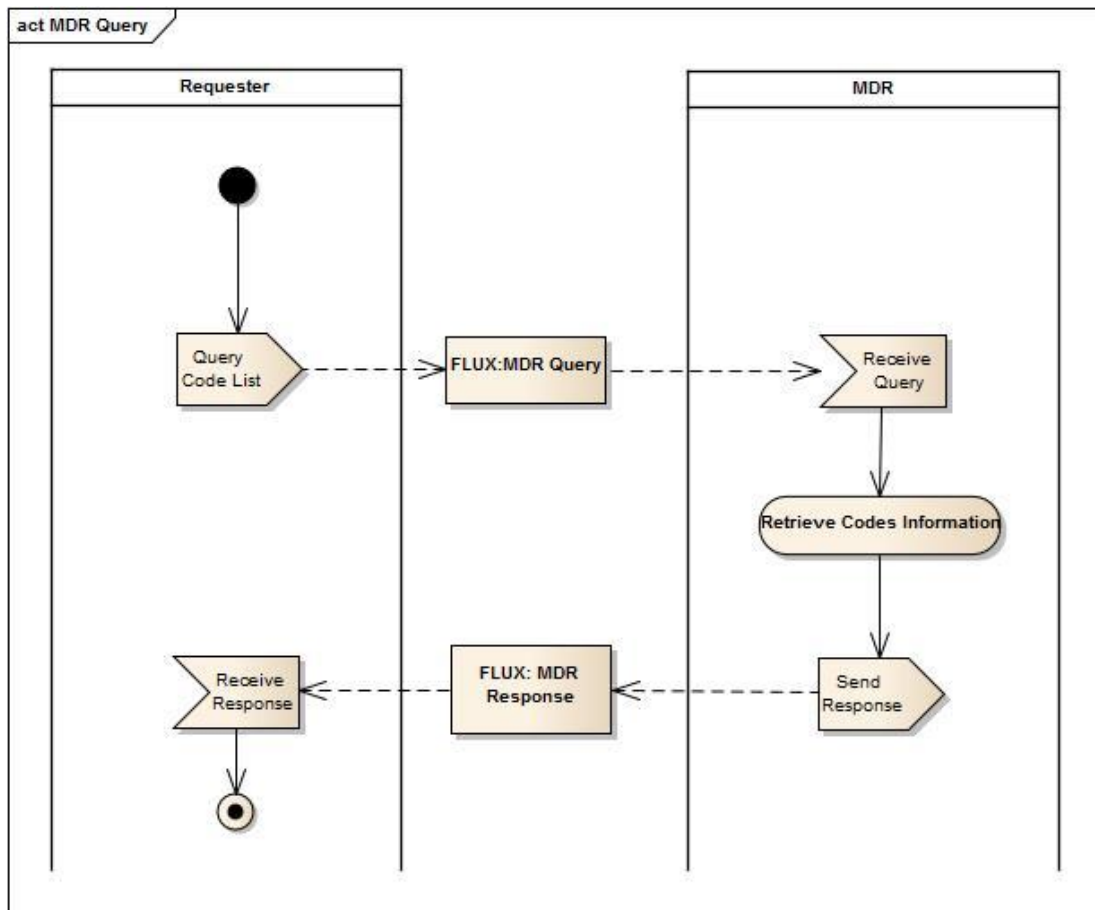 act MDR Query
Requester
MDR
Query
Code List
FLUX:MDR Query
Receive
Query
Retrieve Codes Information
Receive
Response
FLUX: MDR
Response
Send
Response